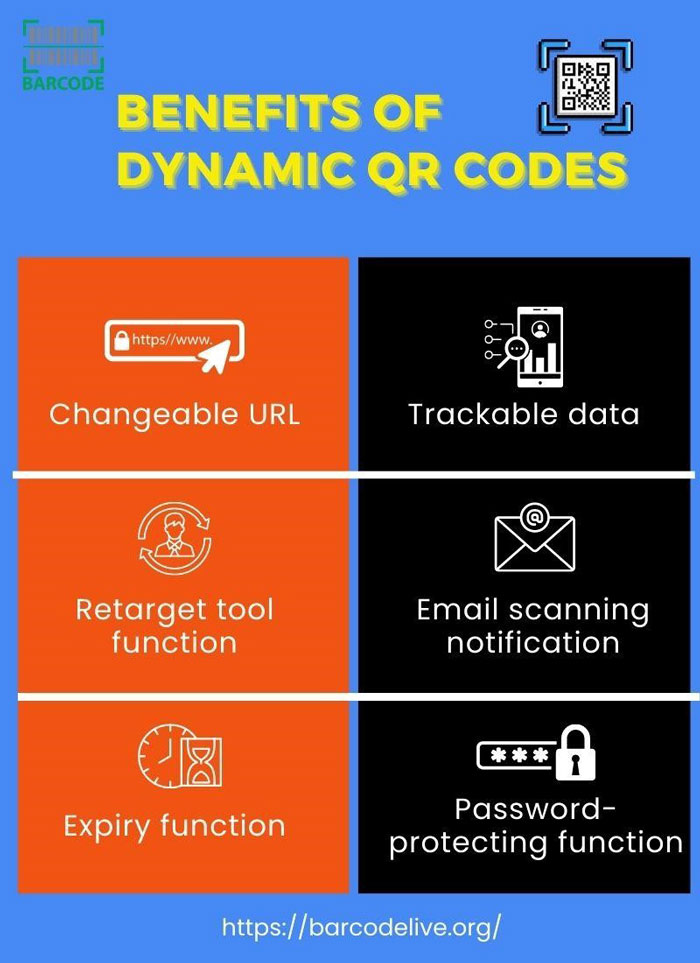 BARCODE
BENEFITS OF
DYNAMIC QR CODES
https//www.
Changeable URL
Trackable data
@
Retarget tool
function
Email scanning
notification
***
Expiry function
Password-
protecting function
https://barcodelive.org/